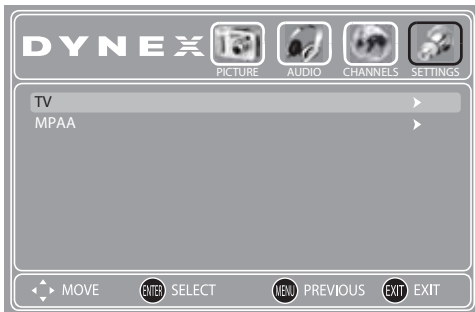 DYNEX
PICTURE AUDIO CHANNELS SETTINGS
TV
MPAA
MOVE ENTER SELECT MENU PREVIOUS EXIT EXIT